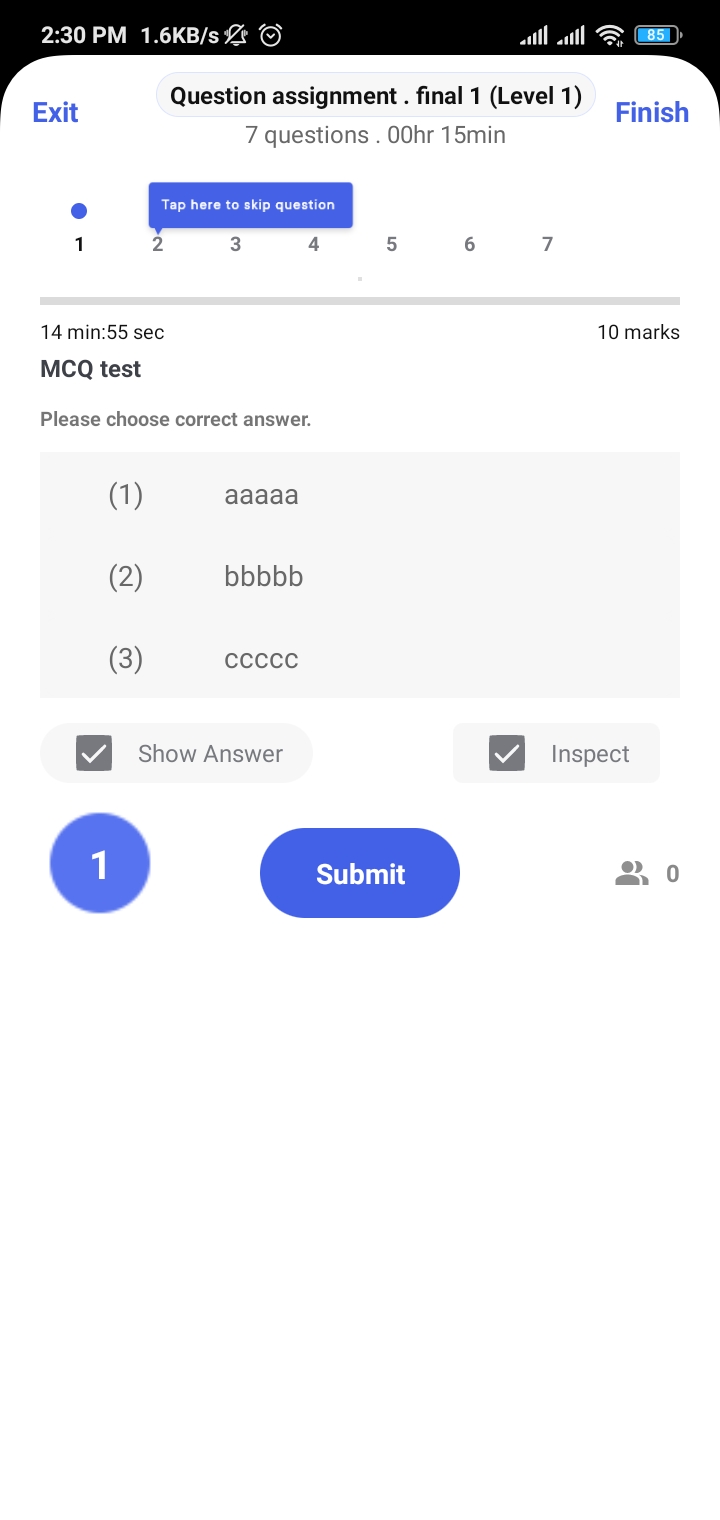 2:30 PM 1.6KB/s 85
Exit
Question assignment . final 1 (Level 1)
Finish
7 questions . 00hr 15min
Tap here to skip question
1 2 3 4 5 6 7
14 min:55 sec 10 marks
MCQ test
Please choose correct answer.
(1) aaaaa
(2) bbbbb
(3) ccccc
Show Answer Inspect
1 Submit 0